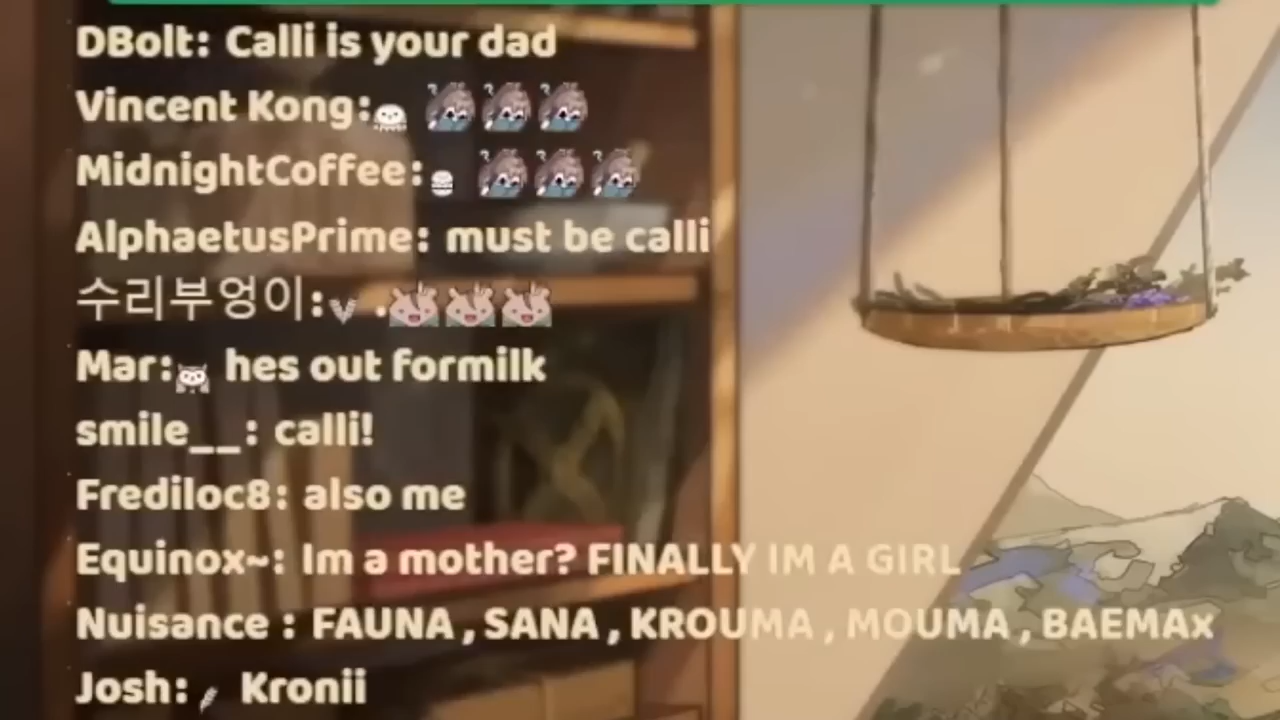 DBolt: Calli is your dad
Vincent Kong:
MidnightCoffee:
AlphaetusPrime: must be calli
수리부엉이: .
Mar: hes out formilk
smile__: calli!
Frediloc8: also me
Equinox~: Im a mother? FINALLY IM A GIRL
Nuisance : FAUNA , SANA , KROUMA , MOUMA , BAEMAx
Josh: Kronii